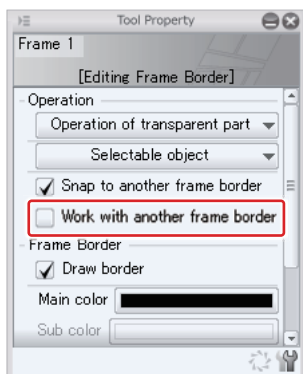 Tool Property
Frame 1
[Editing Frame Border]
Operation
Operation of transparent part
Selectable object
Snap to another frame border
Work with another frame border
Frame Border
Draw border
Main color
Sub color